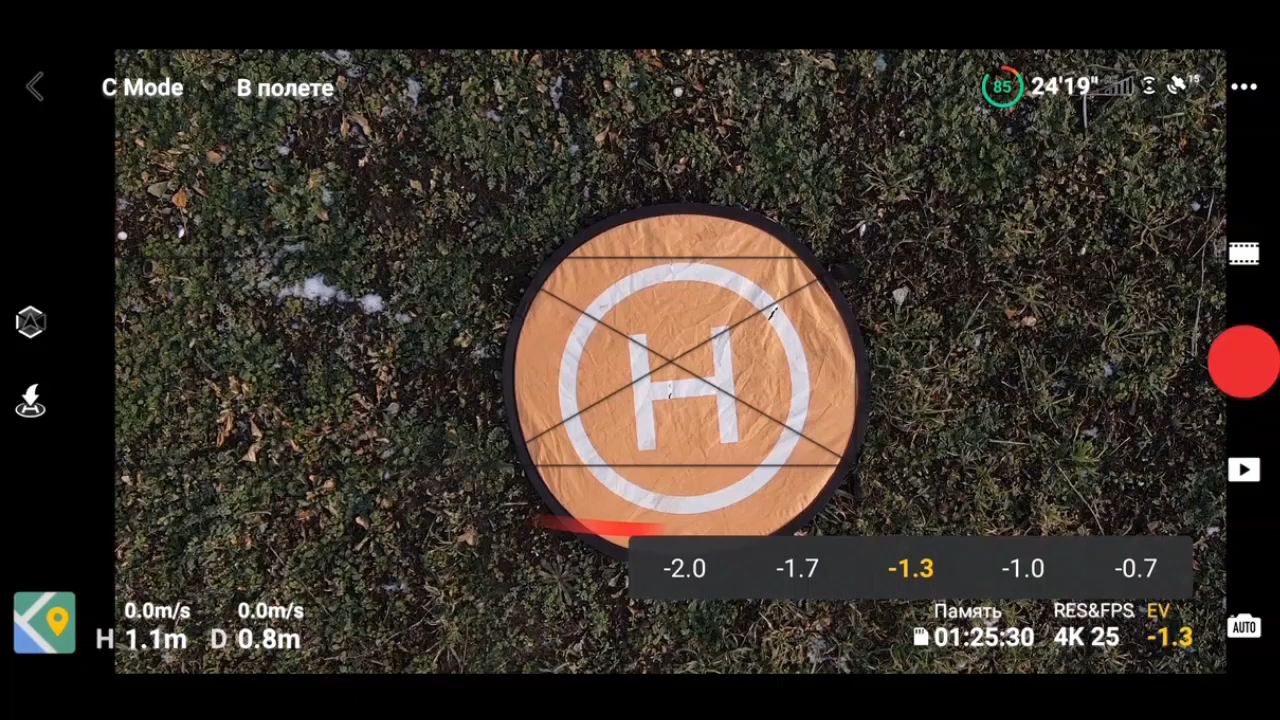 C Mode В полете 85 24'19" 15
H
-2.0 -1.7 -1.3 -1.0 -0.7
0.0m/s 0.0m/s Память RES&FPS EV
H 1.1m D 0.8m 01:25:30 4K 25 -1.3 AUTO